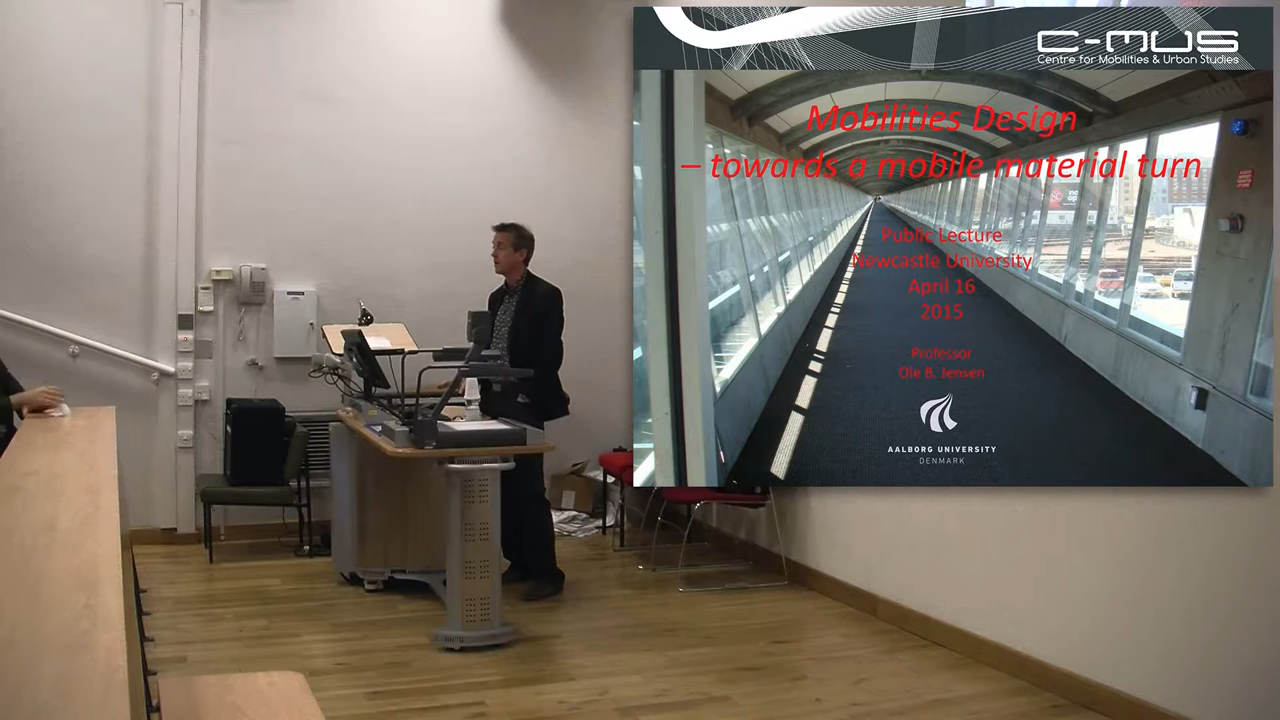 C-MUS
Centre for Mobilities & Urban Studies
Mobilities Design
– towards a mobile material turn
Public Lecture
Newcastle University
April 16
2015
Professor
Ole B. Jensen
AALBORG UNIVERSITY
DENMARK